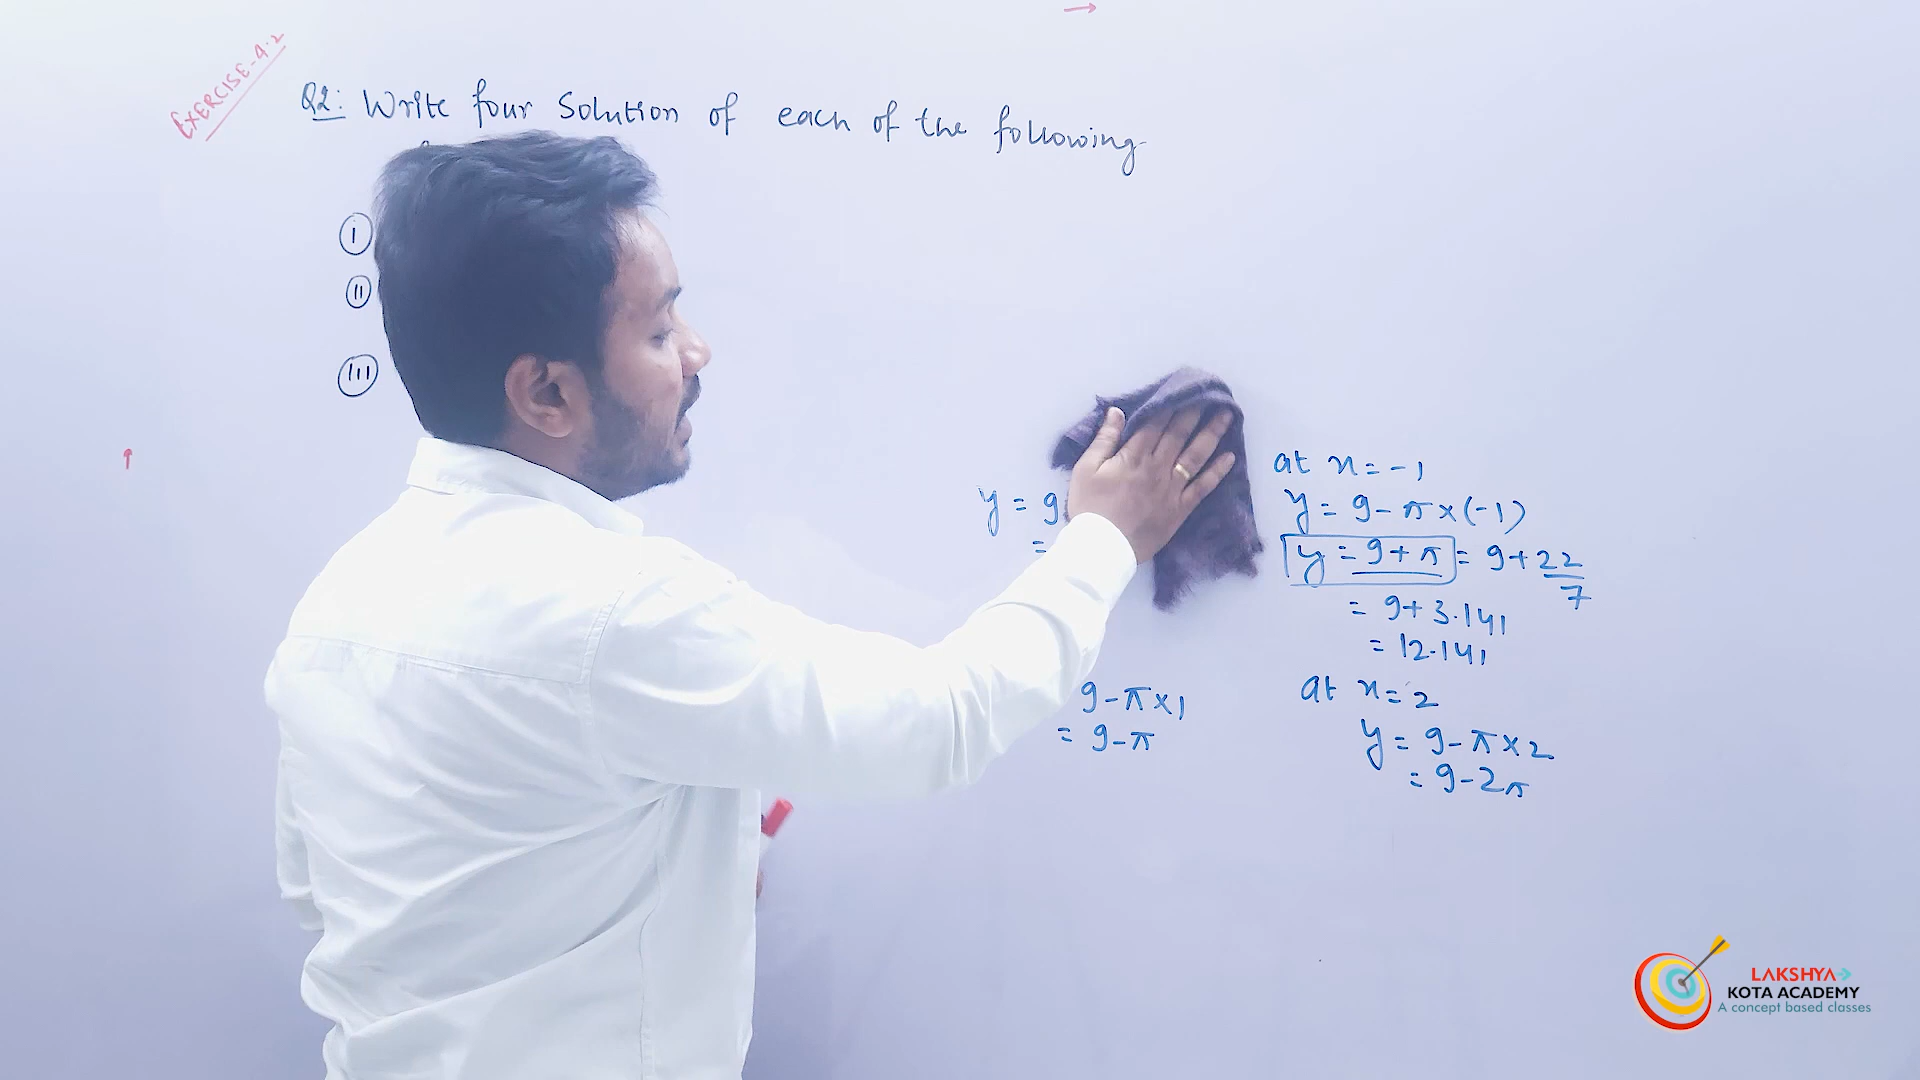 EXERCISE-4.2
Q2: Write four Solution of each of the following.
i
ii
iii
y = 9
=
9-π×1
= 9-π
at x=-1
y = 9-π×(-1)
y = 9+π = 9+22/7
= 9+3.141
= 12.141
at x=2
y = 9-π×2
= 9-2π
LAKSHYA
KOTA ACADEMY
A concept based classes